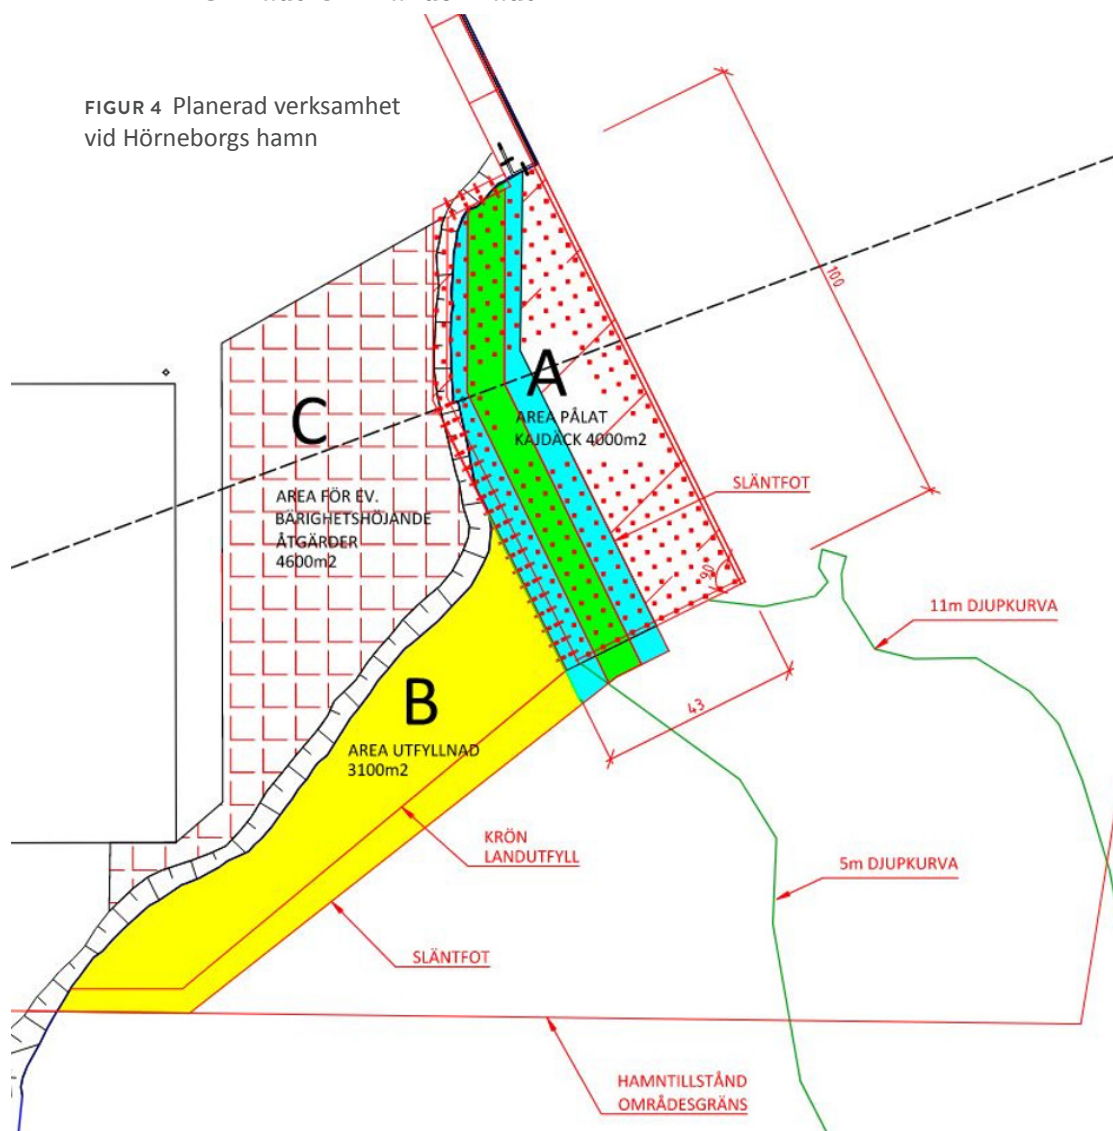 FIGUR 4 Planerad verksamhet
vid Hörneborgs hamn
100
A
AREA PÅLAT
KAJDÄCK 4000m2
C
SLÄNTFOT
AREA FÖR EV.
BÄRIGHETSHÖJANDE
ÅTGÄRDER
4600m2
90
11m DJUPKURVA
B
43
AREA UTFYLLNAD
3100m2
KRÖN
LANDUTFYLL
5m DJUPKURVA
SLÄNTFOT
HAMNTILLSTÅND
OMRÅDESGRÄNS